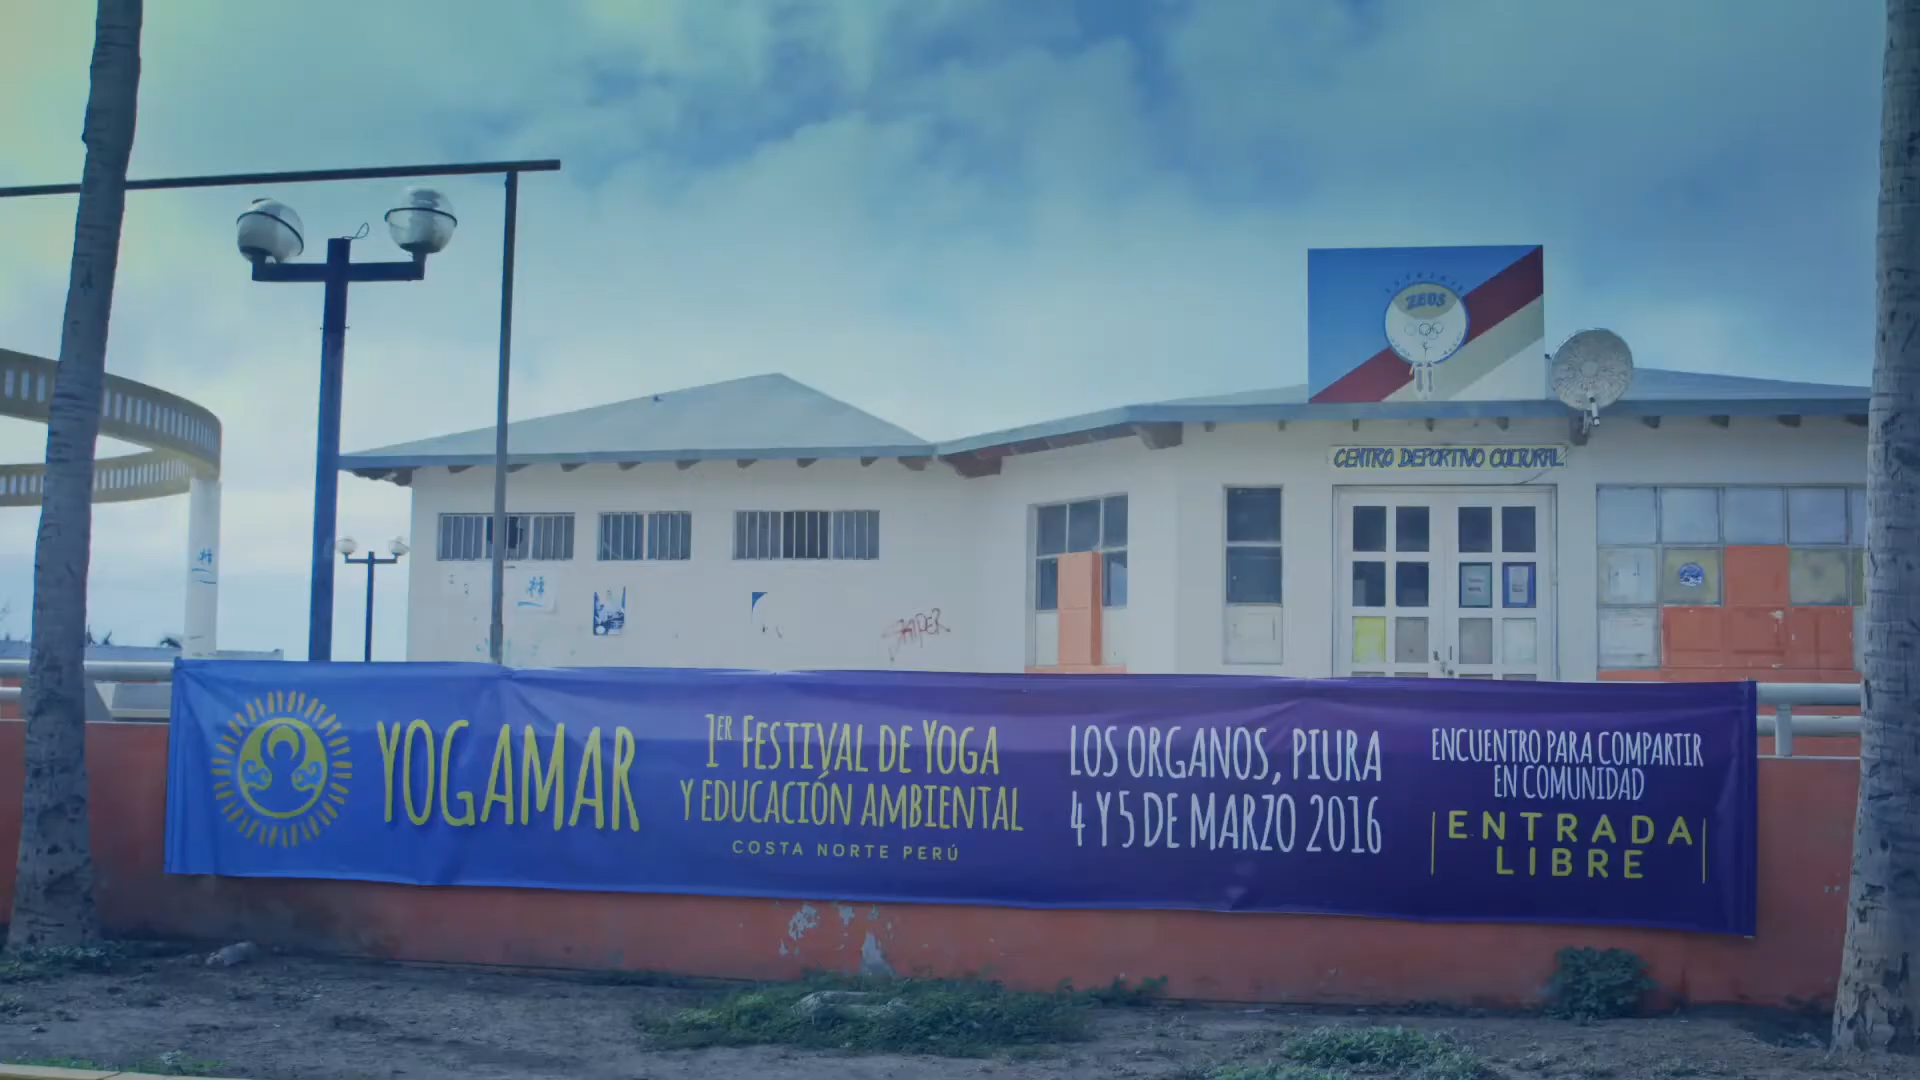 ZEUS
CENTRO DEPORTIVO CULTURAL
SNIPER
YOGAMAR
1ER FESTIVAL DE YOGA
Y EDUCACIÓN AMBIENTAL
COSTA NORTE PERÚ
LOS ORGANOS, PIURA
4 Y 5 DE MARZO 2016
ENCUENTRO PARA COMPARTIR
EN COMUNIDAD
ENTRADA
LIBRE